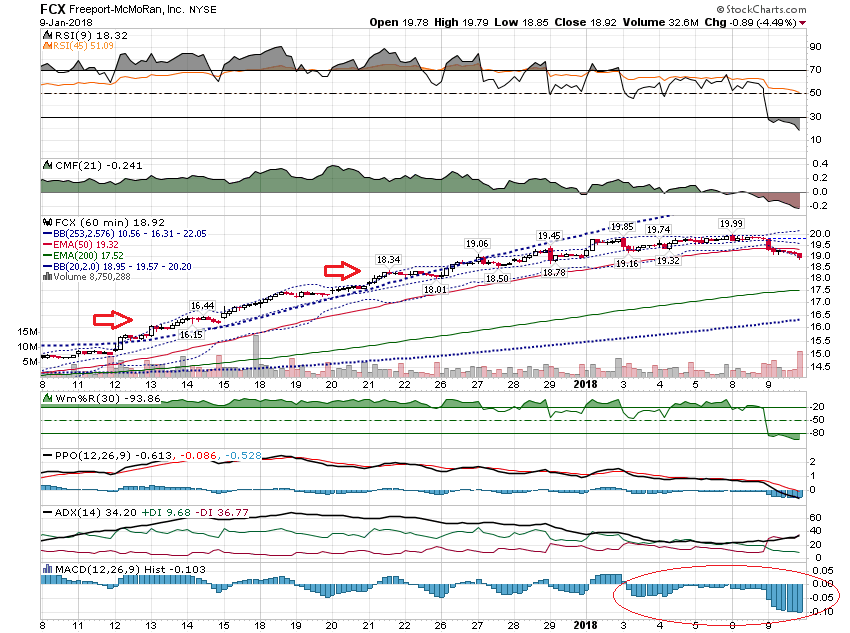 FCX Freeport-McMoRan, Inc. NYSE
© StockCharts.com
9-Jan-2018
Open 19.78 High 19.79 Low 18.85 Close 18.92 Volume 32.6M Chg -0.89 (-4.49%)
RSI(9) 18.32
RSI(45) 51.09
90
70
50
30
10
CMF(21) -0.241
0.4
0.2
0.0
-0.2
FCX (60 min) 18.92
BB(253,2.576) 10.56 - 16.31 - 22.05
EMA(50) 19.32
EMA(200) 17.52
BB(20,2.0) 18.95 - 19.57 - 20.20
Volume 8,750,288
16.44
16.15
18.34
18.01
19.06
18.50
19.45
18.78
19.85
19.16
19.74
19.32
19.99
20.0
19.5
19.0
18.5
18.0
17.5
17.0
16.5
16.0
15.5
15.0
14.5
15M
10M
5M
8 11 12 13 14 15 18 19 20 21 22 26 27 28 29 2018 3 4 5 8 9
Wm%R(30) -93.86
-20
-50
-80
PPO(12,26,9) -0.613, -0.086, -0.528
2
1
0
ADX(14) 34.20 +DI 9.68 -DI 36.77
60
40
20
0
MACD(12,26,9) Hist -0.103
0.05
0.00
-0.05
-0.10
8 11 12 13 14 15 18 19 20 21 22 26 27 28 29 2018 3 4 5 8 9